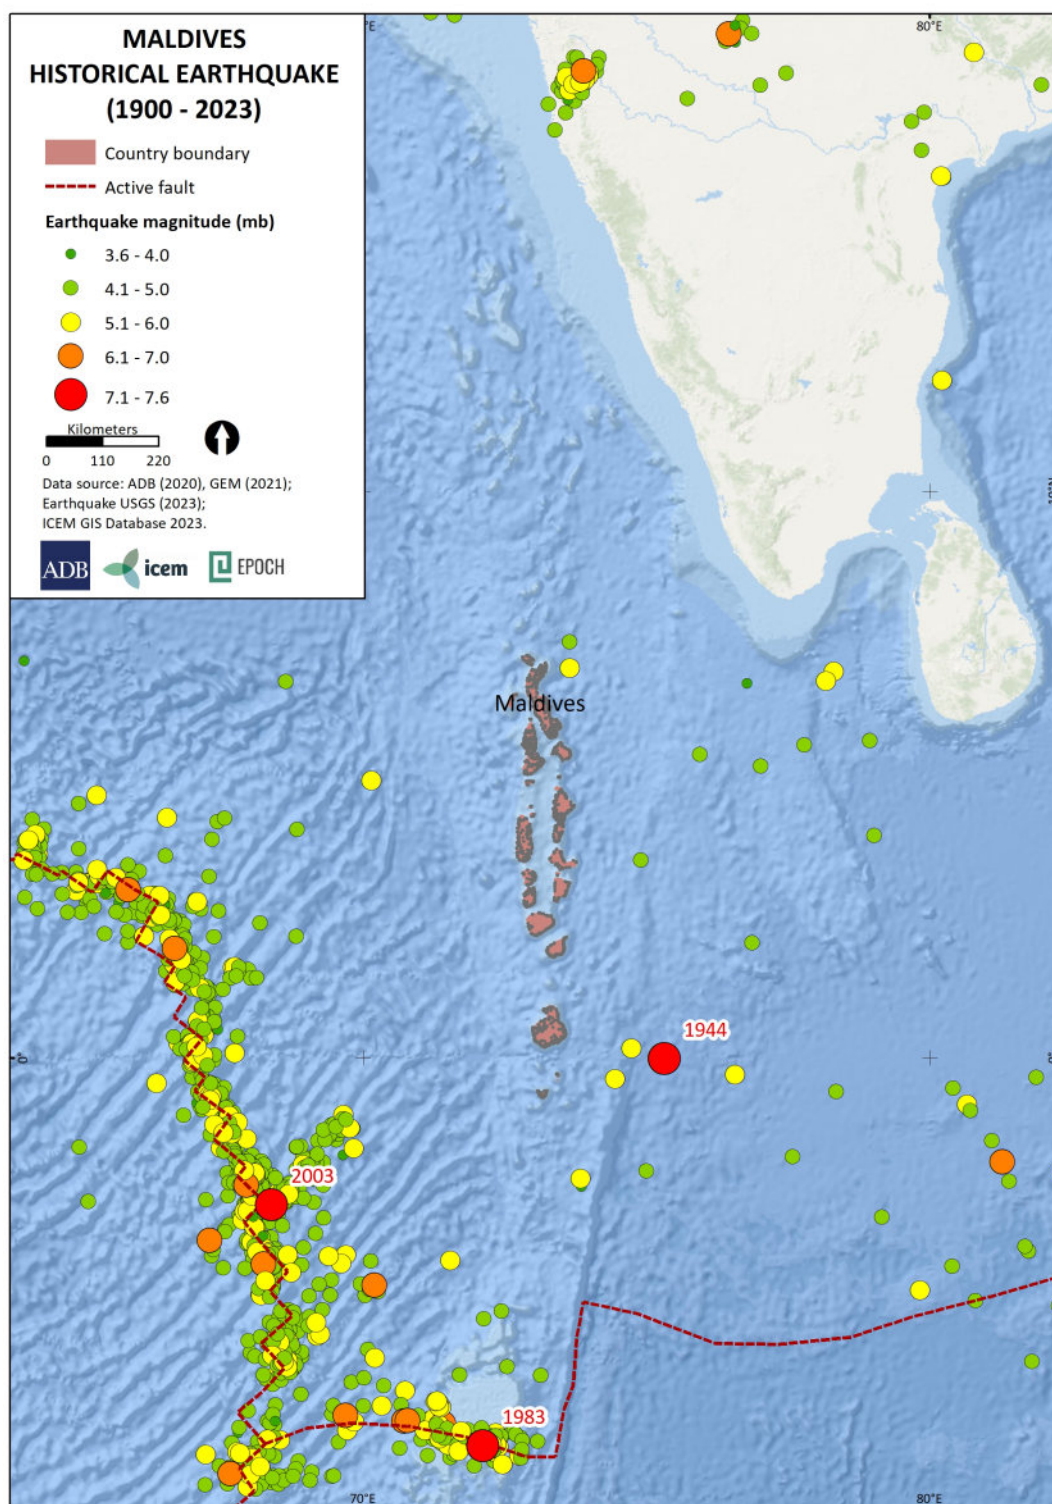 MALDIVES
HISTORICAL EARTHQUAKE
(1900 - 2023)
Country boundary
Active fault
Earthquake magnitude (mb)
3.6 - 4.0
4.1 - 5.0
5.1 - 6.0
6.1 - 7.0
7.1 - 7.6
Kilometers
0 110 220
Data source: ADB (2020), GEM (2021);
Earthquake USGS (2023);
ICEM GIS Database 2023.
ADB icem EPOCH
80°E
10°N
Maldives
1944
0°
0°
2003
1983
70°E
80°E